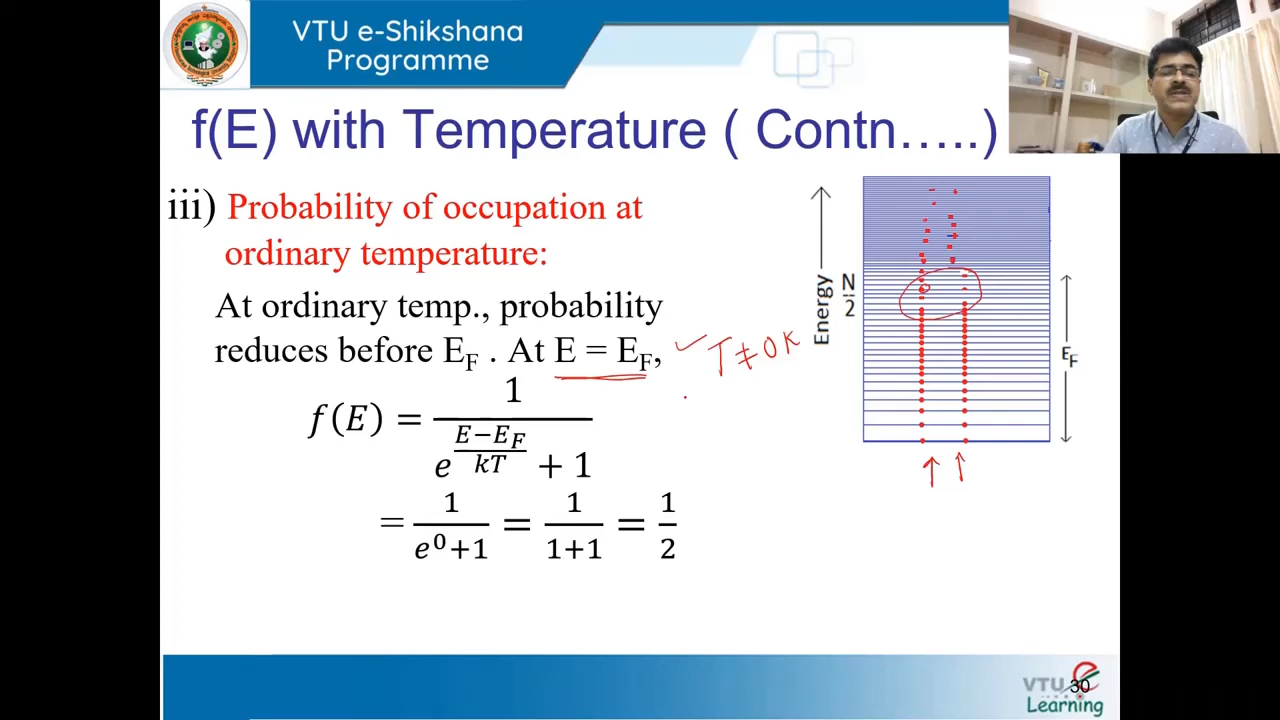 VTU e-Shikshana
Programme
f(E) with Temperature ( Contn…..)
iii) Probability of occupation at
ordinary temperature:
At ordinary temp., probability
reduces before E_F . At E = E_F, ✓ T ≠ 0 K
f(E) = 1 / (e^((E−E_F)/kT) + 1)
= 1/(e^0+1) = 1/(1+1) = 1/2
Energy
N/2
E_F
VTU e
30
Learning